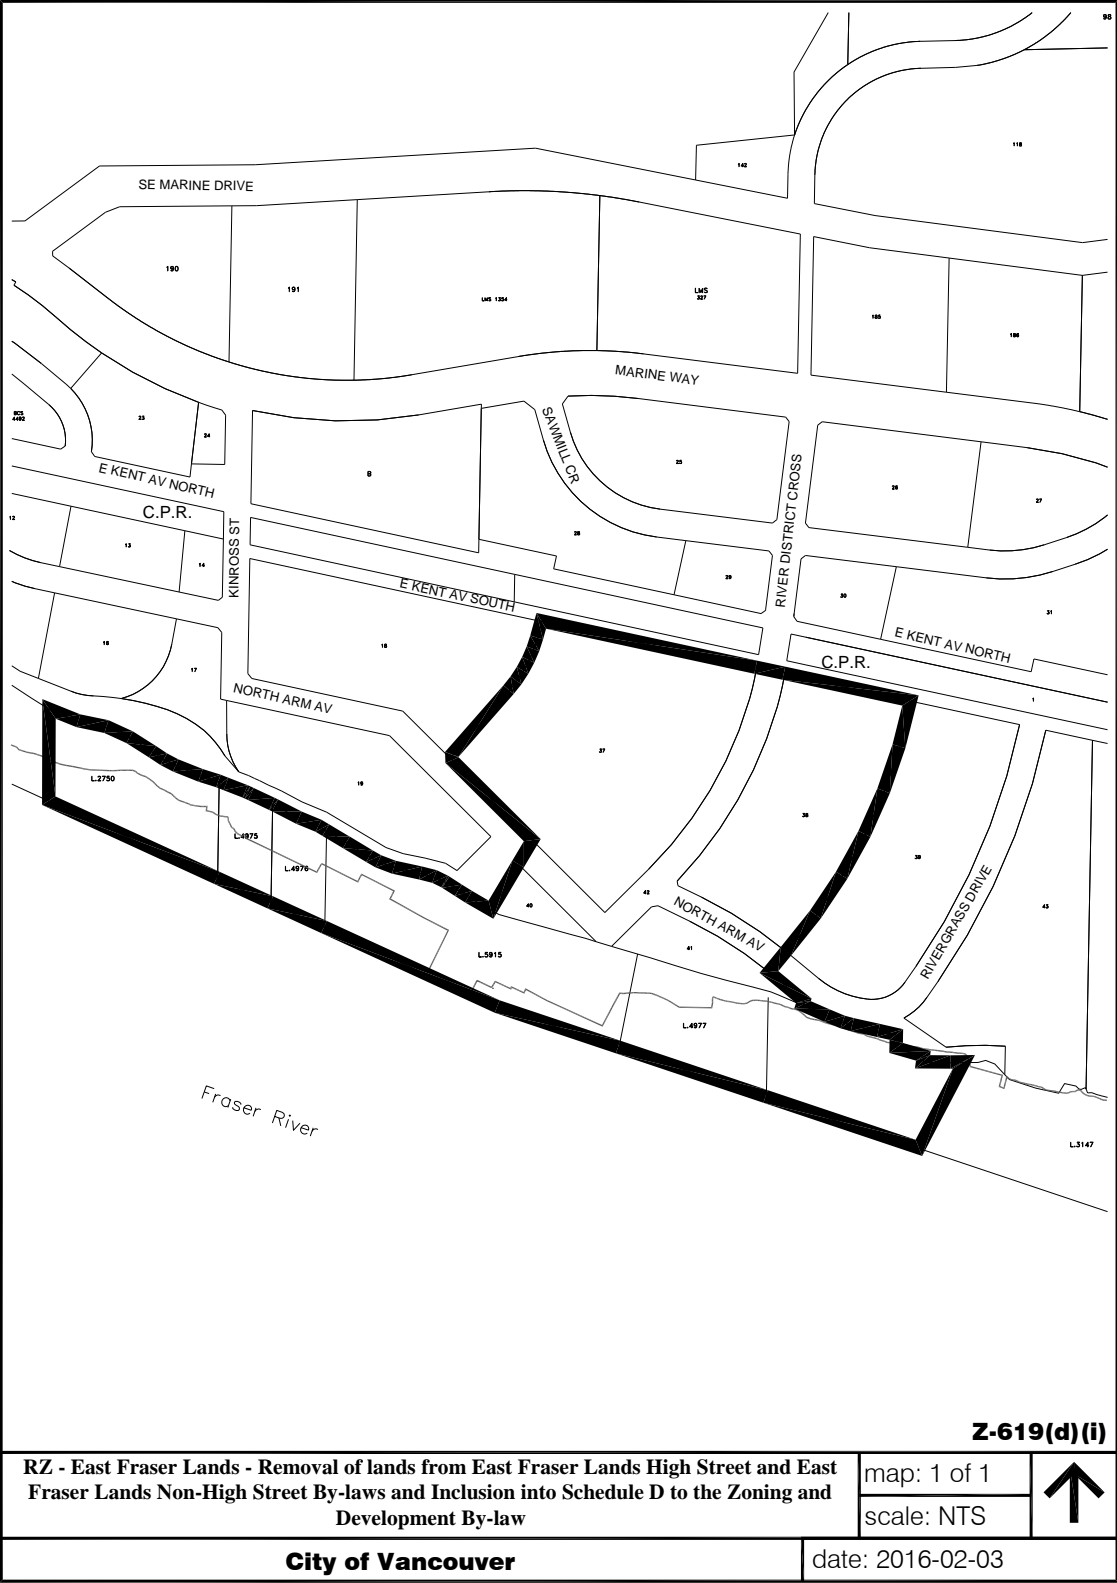 98
118
142
SE MARINE DRIVE
190
191
LMS 1354
LMS
327
185
186
MARINE WAY
BCS
4492
23
24
SAWMILL CR
25
RIVER DISTRICT CROSS
26
27
E KENT AV NORTH
C.P.R.
B
12
13
14
KINROSS ST
28
29
30
31
E KENT AV SOUTH
E KENT AV NORTH
C.P.R.
1
16
17
18
NORTH ARM AV
37
38
39
43
L.2750
19
L.4975
L.4976
40
42
41
NORTH ARM AV
RIVERGRASS DRIVE
L.5915
L.4977
L.3147
Fraser River
Z-619(d)(i)
RZ - East Fraser Lands - Removal of lands from East Fraser Lands High Street and East
Fraser Lands Non-High Street By-laws and Inclusion into Schedule D to the Zoning and
Development By-law
map: 1 of 1
scale: NTS
City of Vancouver
date: 2016-02-03